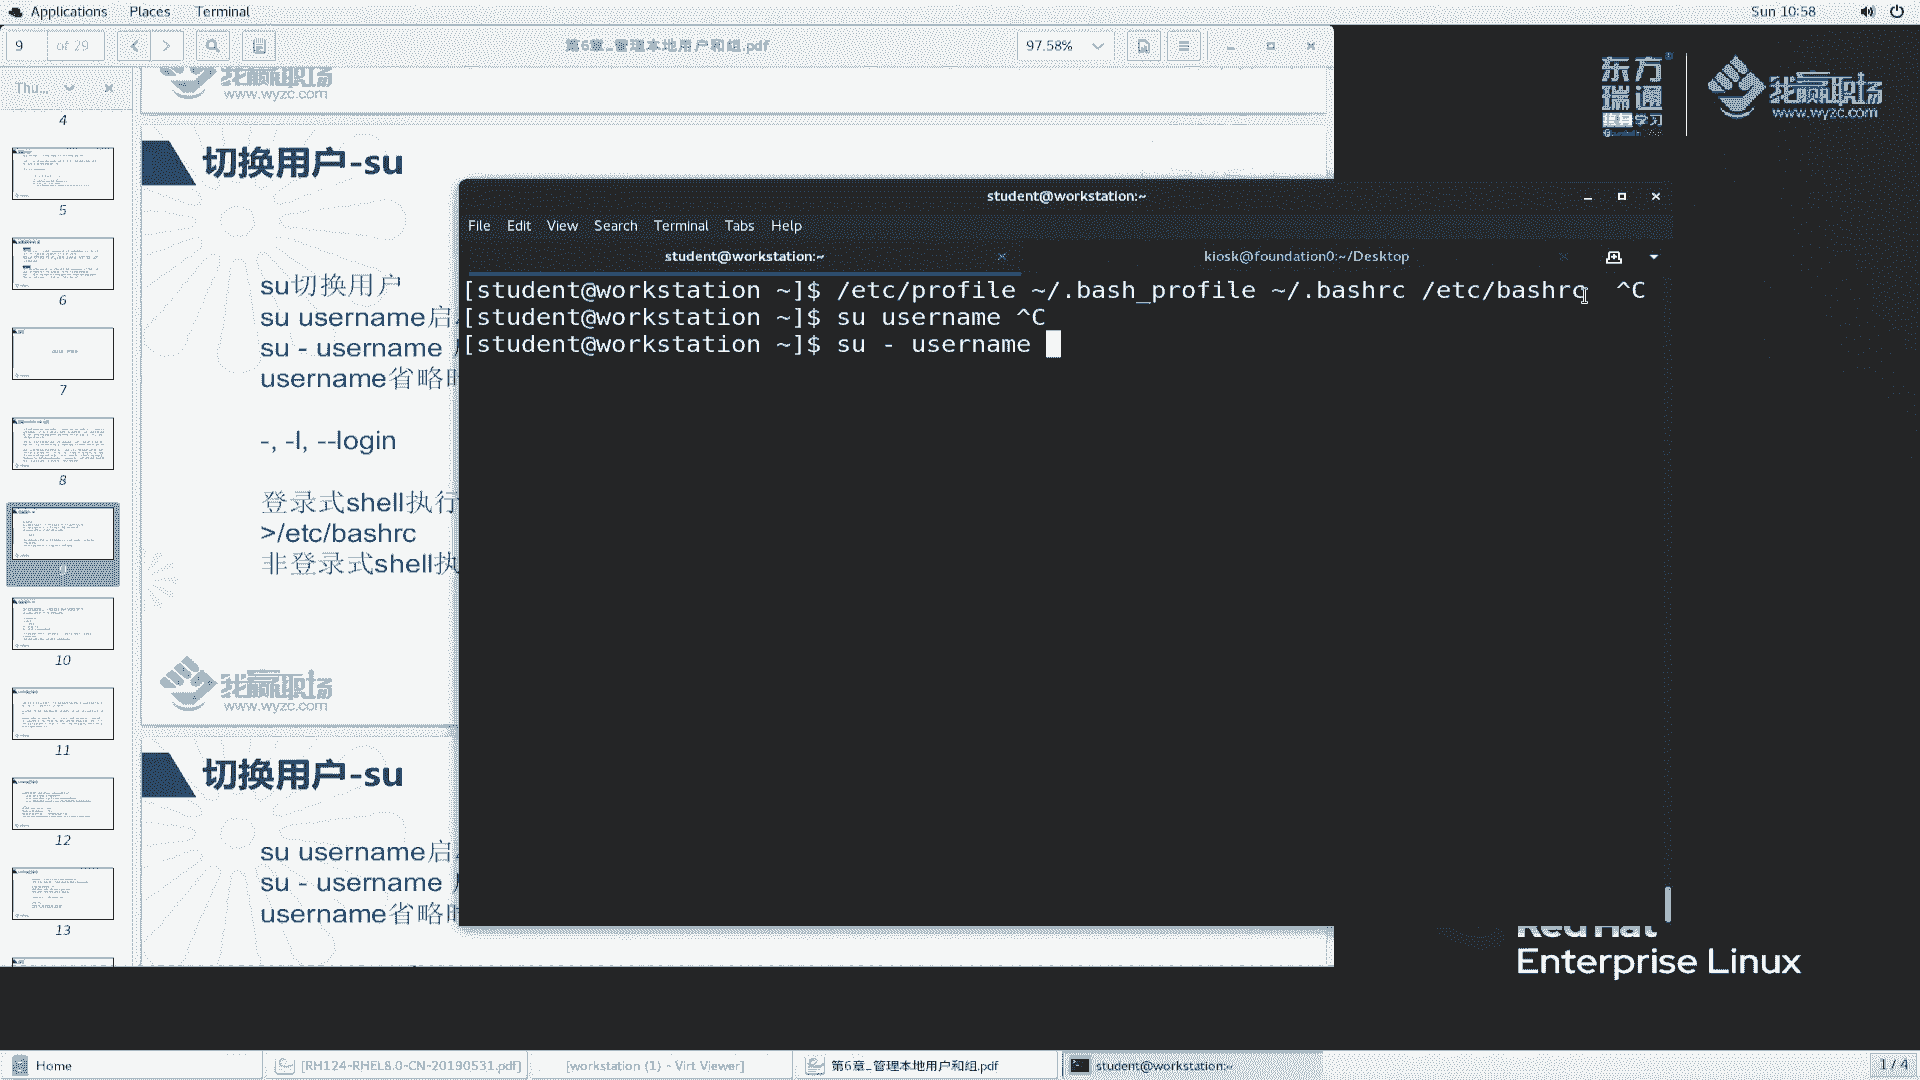 Applications Places Terminal
Sun 10:58
9 of 29
第6章_管理本地用户和组.pdf
97.58%
Thu...
4
5
6
7
8
9
10
11
12
13
我赢职场
www.wyzc.com
切换用户-su
su切换用户
su username启
su - username
username省略
-, -l, --login
登录式shell执行
>/etc/bashrc
非登录式shell执
我赢职场
www.wyzc.com
切换用户-su
su username启
su - username
username省略
东方
瑞通
终身学习
我赢职场
www.wyzc.com
student@workstation:~
File Edit View Search Terminal Tabs Help
student@workstation:~
kiosk@foundation0:~/Desktop
[student@workstation ~]$ /etc/profile ~/.bash_profile ~/.bashrc /etc/bashrc ^C
[student@workstation ~]$ su username ^C
[student@workstation ~]$ su - username
Red Hat
Enterprise Linux
Home
[RH124-RHEL8.0-CN-20190531.pdf]
[workstation (1) - Virt Viewer]
第6章_管理本地用户和组.pdf
student@workstation:~
1 / 4